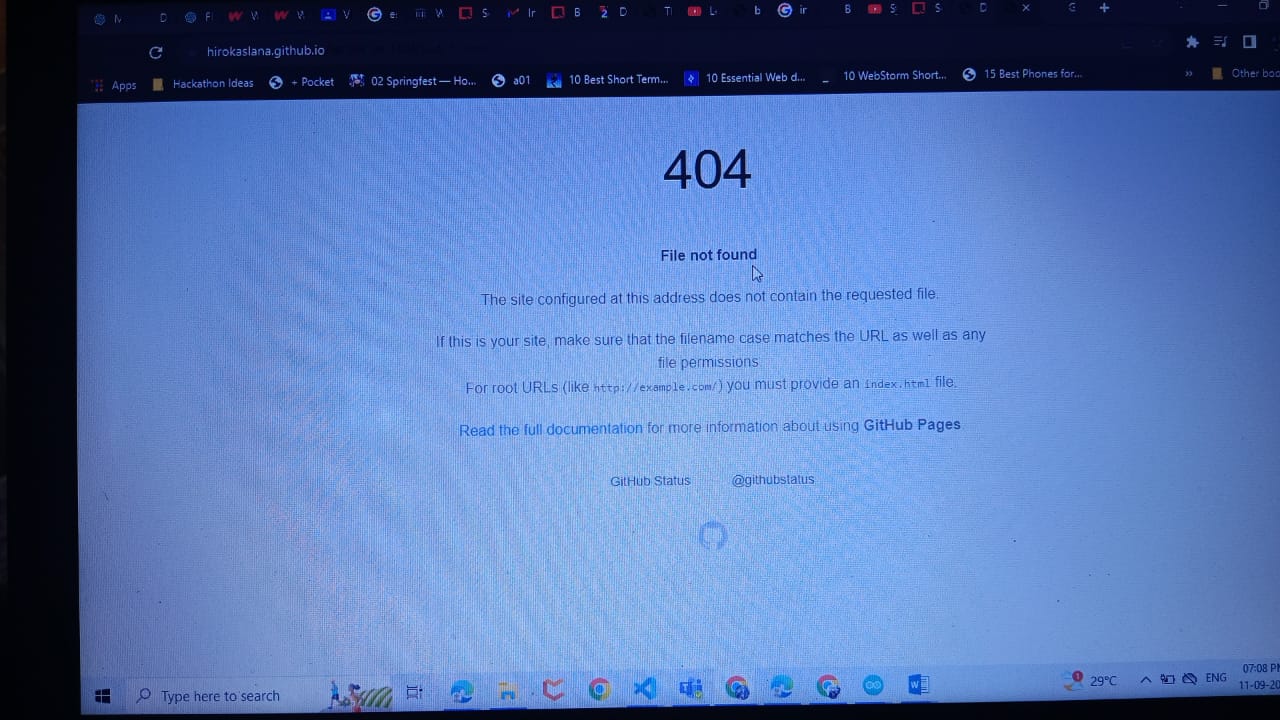 hirokaslana.github.io
Apps Hackathon Ideas + Pocket 02 Springfest — Ho... a01 10 Best Short Term... 10 Essential Web d... 10 WebStorm Short... 15 Best Phones for... » Other boo
404
File not found
The site configured at this address does not contain the requested file.
If this is your site, make sure that the filename case matches the URL as well as any
file permissions.
For root URLs (like http://example.com/) you must provide an index.html file.
Read the full documentation for more information about using GitHub Pages.
GitHub Status @githubstatus
Type here to search
1 29°C ENG
07:08 PM
11-09-20